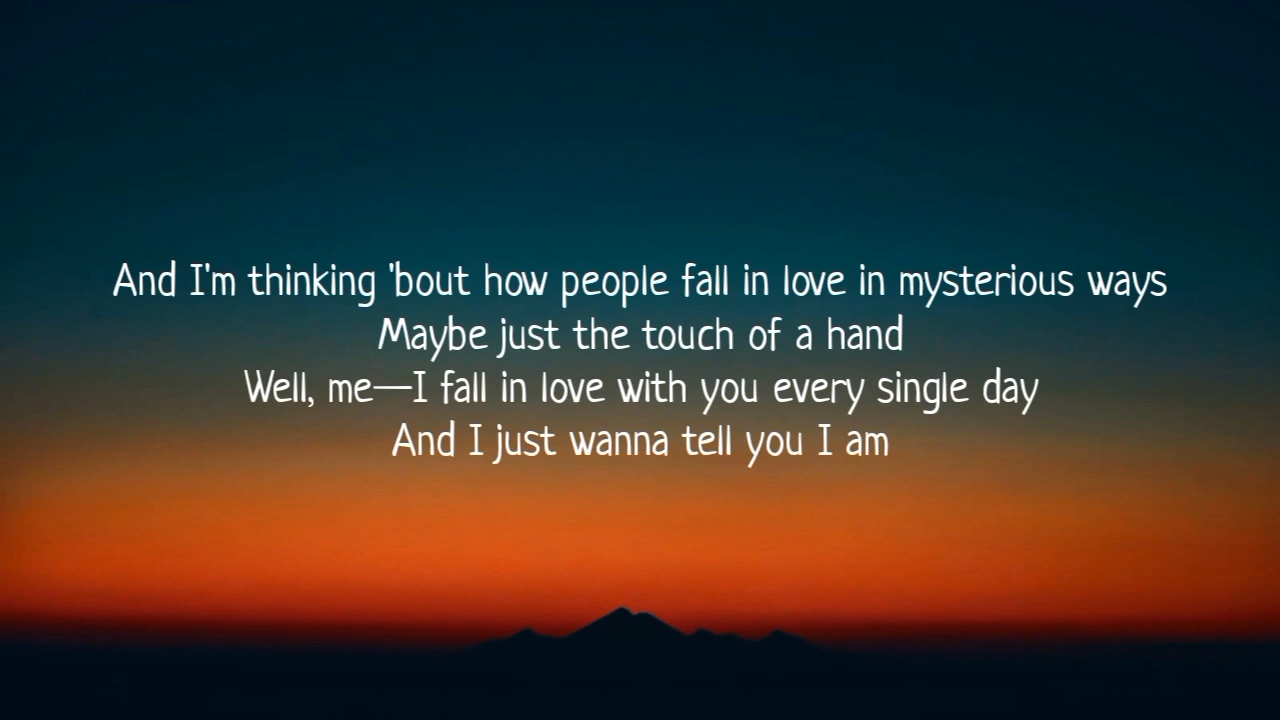 And I'm thinking 'bout how people fall in love in mysterious ways
Maybe just the touch of a hand
Well, me—I fall in love with you every single day
And I just wanna tell you I am